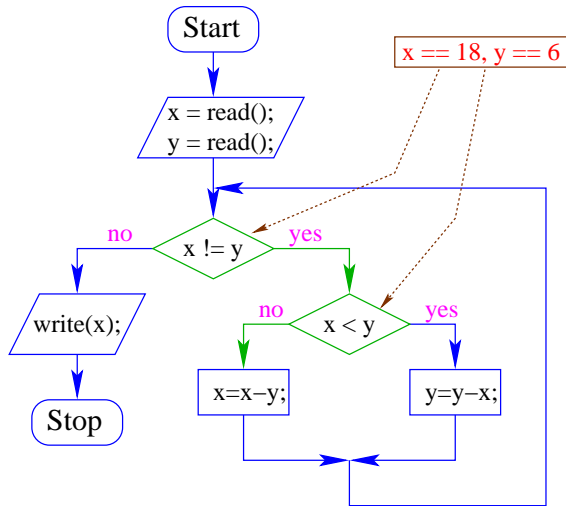 Start
x == 18, y == 6
x = read();
y = read();
no
yes
x != y
write(x);
no
yes
x < y
x=x−y;
y=y−x;
Stop